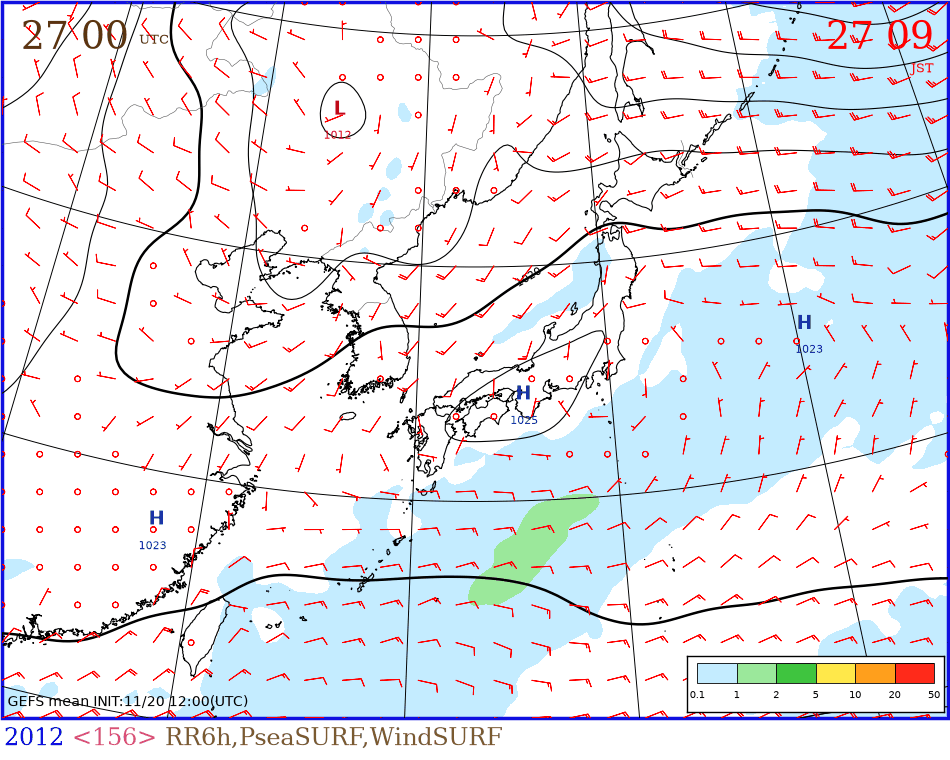 27 00 UTC
27 09 JST
L
1012
1020
H
1023
H
1025
H
1023
0.1 1 2 5 10 20 50
GEFS mean INIT:11/20 12:00(UTC)
2012 <156> RR6h,PseaSURF,WindSURF